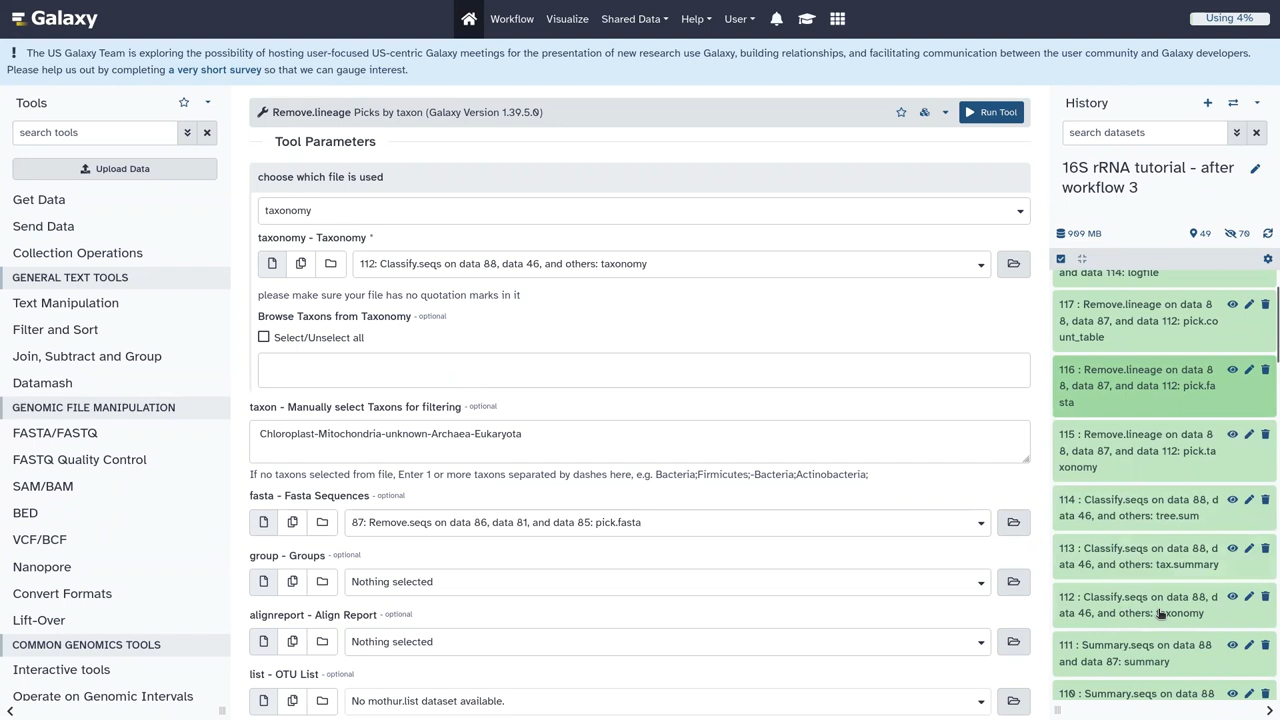 Galaxy
Workflow
Visualize
Shared Data
Help
User
Using 4%
! The US Galaxy Team is exploring the possibility of hosting user-focused US-centric Galaxy meetings for the presentation of new research use Galaxy, building relationships, and facilitating communication between the user community and Galaxy developers.
Please help us out by completing a very short survey so that we can gauge interest.
Tools
search tools
Upload Data
Get Data
Send Data
Collection Operations
GENERAL TEXT TOOLS
Text Manipulation
Filter and Sort
Join, Subtract and Group
Datamash
GENOMIC FILE MANIPULATION
FASTA/FASTQ
FASTQ Quality Control
SAM/BAM
BED
VCF/BCF
Nanopore
Convert Formats
Lift-Over
COMMON GENOMICS TOOLS
Interactive tools
Operate on Genomic Intervals
Remove.lineage Picks by taxon (Galaxy Version 1.39.5.0)
Run Tool
Tool Parameters
choose which file is used
taxonomy
taxonomy - Taxonomy *
112: Classify.seqs on data 88, data 46, and others: taxonomy
please make sure your file has no quotation marks in it
Browse Taxons from Taxonomy - optional
Select/Unselect all
taxon - Manually select Taxons for filtering - optional
Chloroplast-Mitochondria-unknown-Archaea-Eukaryota
If no taxons selected from file, Enter 1 or more taxons separated by dashes here, e.g. Bacteria;Firmicutes;-Bacteria;Actinobacteria;
fasta - Fasta Sequences - optional
87: Remove.seqs on data 86, data 81, and data 85: pick.fasta
group - Groups - optional
Nothing selected
alignreport - Align Report - optional
Nothing selected
list - OTU List - optional
No mothur.list dataset available.
History
search datasets
16S rRNA tutorial - after
workflow 3
909 MB
49
70
and data 114: logfile
117 : Remove.lineage on data 8
8, data 87, and data 112: pick.co
unt_table
116 : Remove.lineage on data 8
8, data 87, and data 112: pick.fa
sta
115 : Remove.lineage on data 8
8, data 87, and data 112: pick.ta
xonomy
114 : Classify.seqs on data 88, d
ata 46, and others: tree.sum
113 : Classify.seqs on data 88, d
ata 46, and others: tax.summary
112 : Classify.seqs on data 88, d
ata 46, and others: taxonomy
111 : Summary.seqs on data 88
and data 87: summary
110 : Summary.seqs on data 88